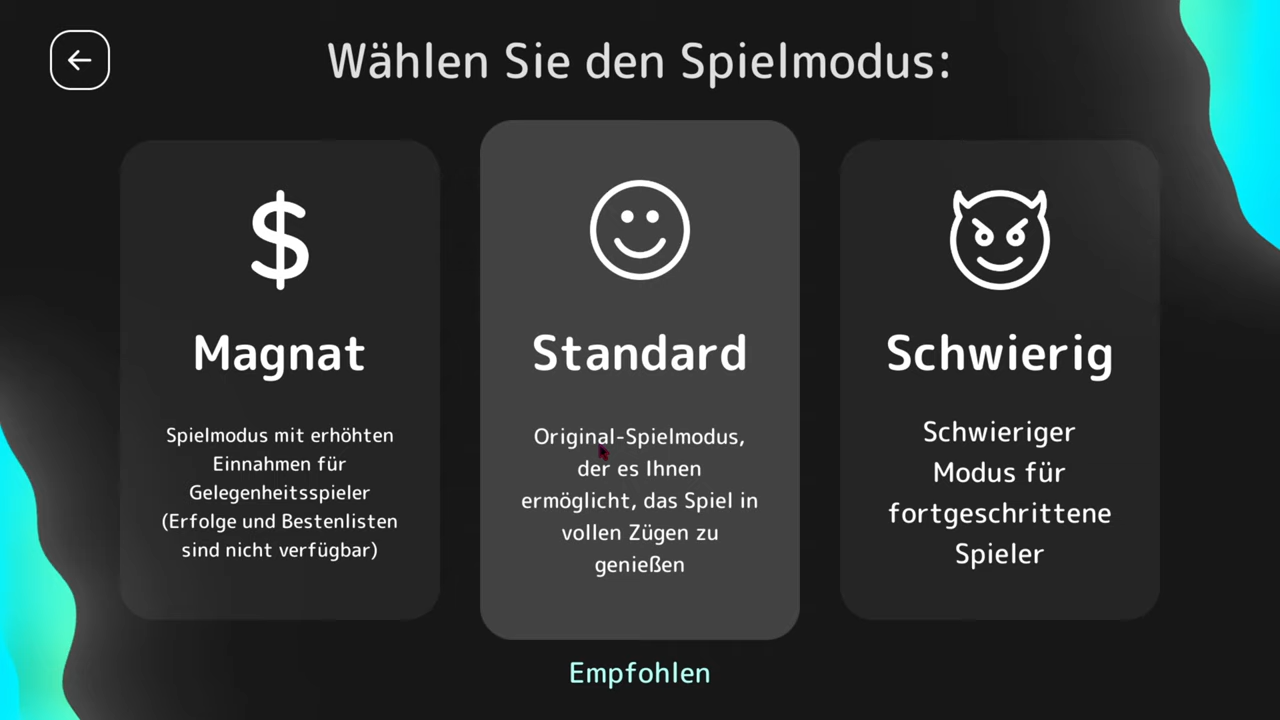 Wählen Sie den Spielmodus:
Magnat
Spielmodus mit erhöhten
Einnahmen für
Gelegenheitsspieler
(Erfolge und Bestenlisten
sind nicht verfügbar)
Standard
Original-Spielmodus,
der es Ihnen
ermöglicht, das Spiel in
vollen Zügen zu
genießen
Schwierig
Schwieriger
Modus für
fortgeschrittene
Spieler
Empfohlen